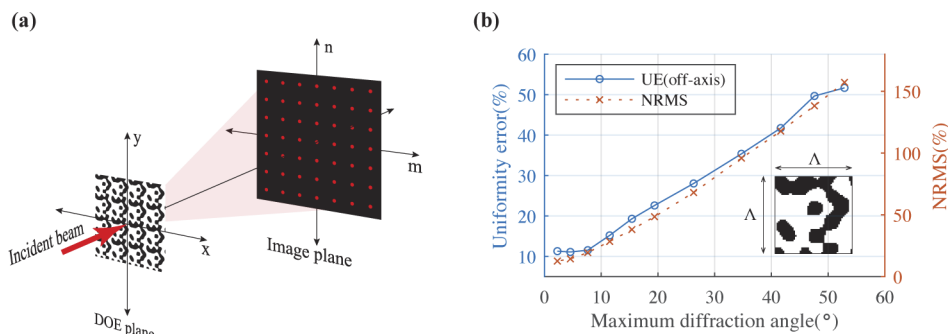 (a)
n
m
Image plane
y
x
Incident beam
DOE plane
(b)
Uniformity error(%)
60
50
40
30
20
10
UE(off-axis)
NRMS
Λ
Λ
150
100
50
0
NRMS(%)
0 10 20 30 40 50 60
Maximum diffraction angle(°)